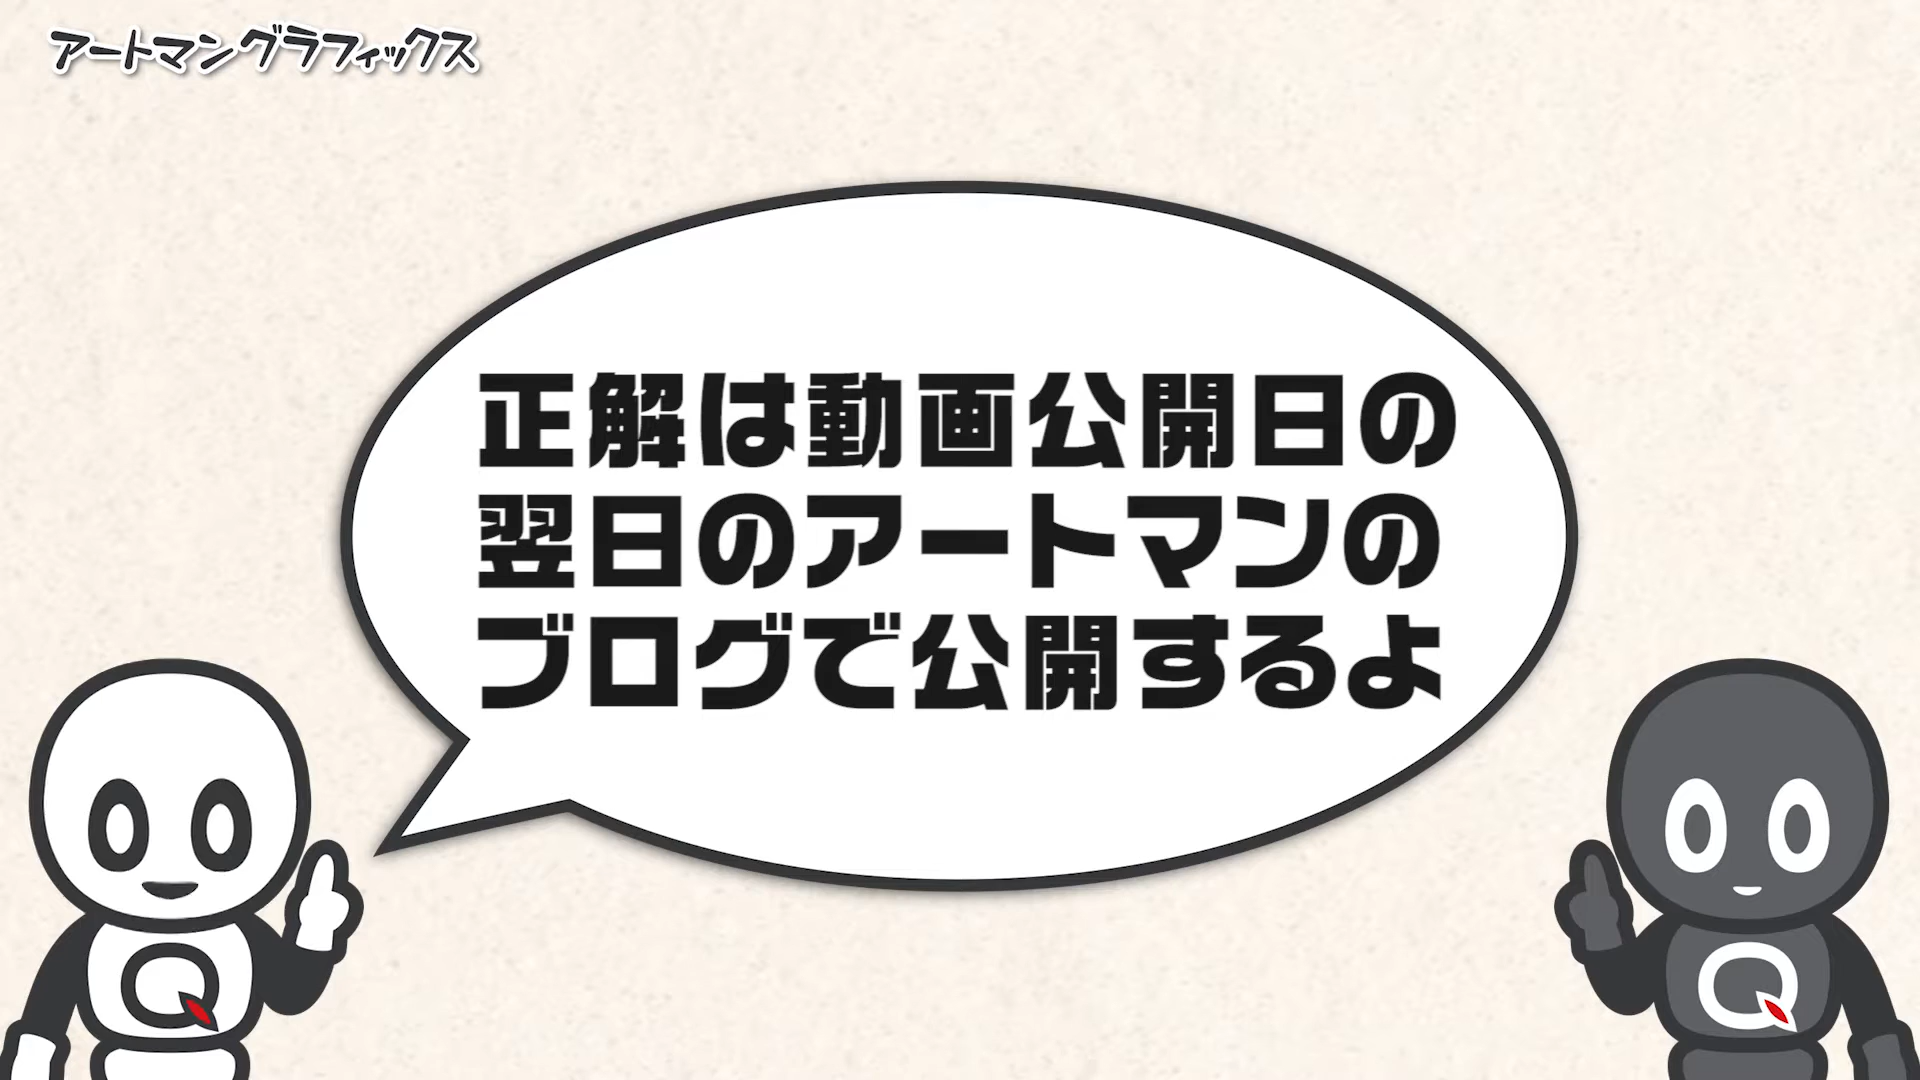 アートマングラフィックス
正解は動画公開日の
翌日のアートマンの
ブログで公開するよ
Q
Q